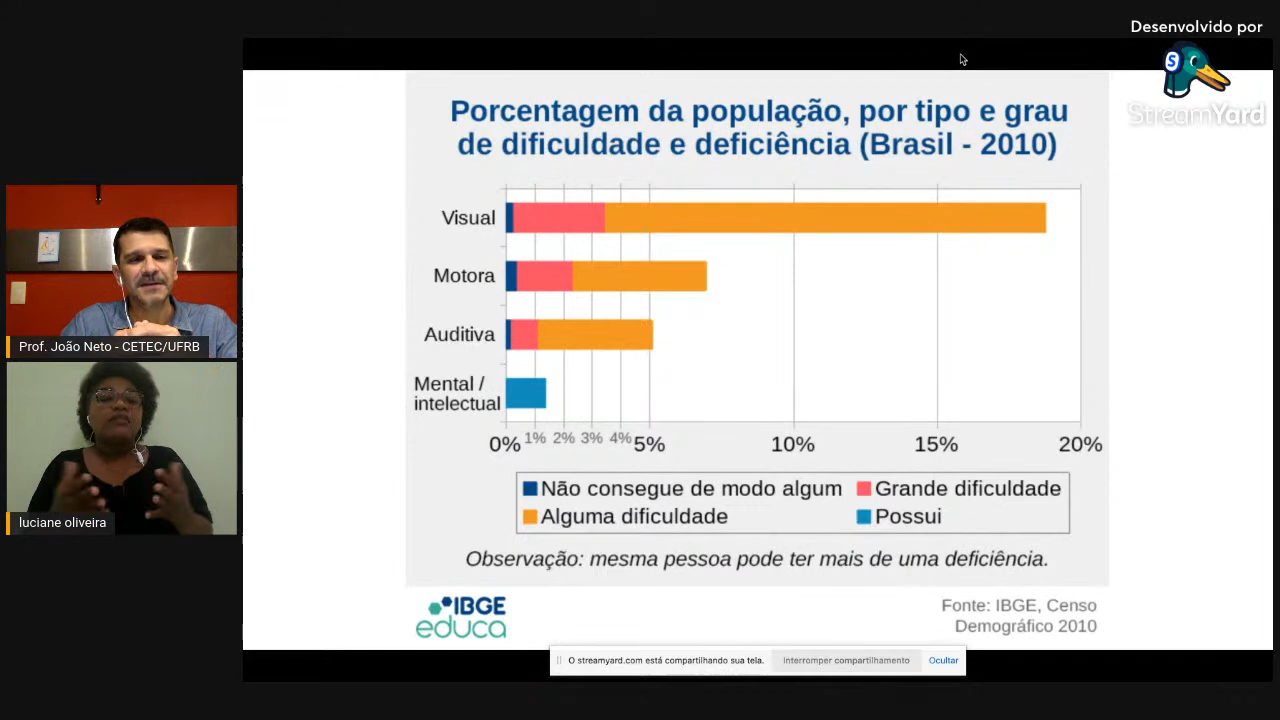 Desenvolvido por
S
StreamYard
Porcentagem da população, por tipo e grau
de dificuldade e deficiência (Brasil - 2010)
Visual
Motora
Auditiva
Mental /
intelectual
0% 1% 2% 3% 4% 5% 10% 15% 20%
Não consegue de modo algum Grande dificuldade
Alguma dificuldade Possui
Observação: mesma pessoa pode ter mais de uma deficiência.
IBGE
educa
Fonte: IBGE, Censo
Demográfico 2010
Prof. João Neto - CETEC/UFRB
luciane oliveira
O streamyard.com está compartilhando sua tela. Interromper compartilhamento Ocultar